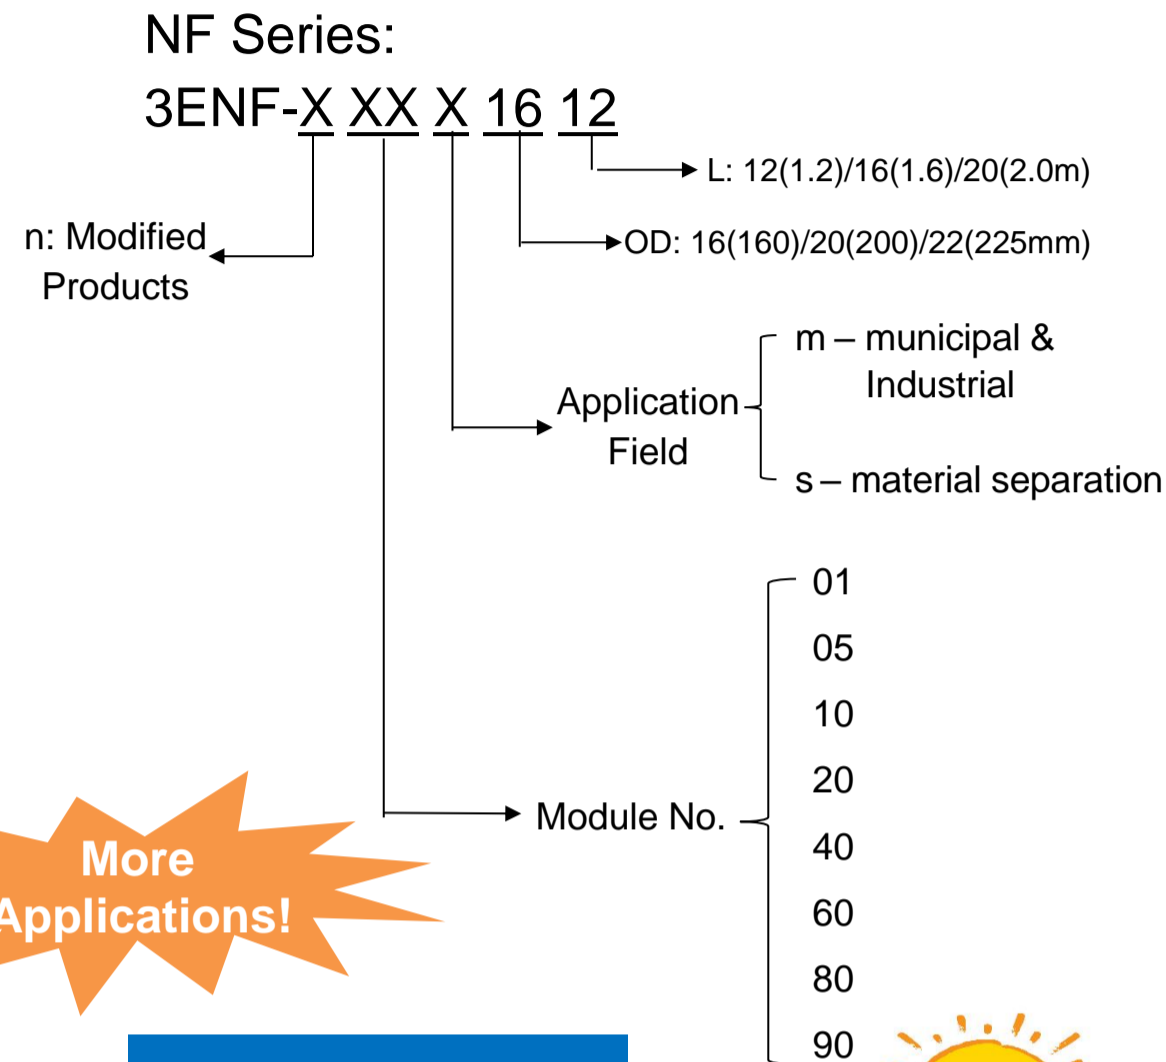 NF Series:
3ENF-X XX X 16 12
L: 12(1.2)/16(1.6)/20(2.0m)
n: Modified
Products
OD: 16(160)/20(200)/22(225mm)
m – municipal &
Industrial
Application
Field
s – material separation
01
05
10
20
Module No.
40
60
80
90
More
Applications!